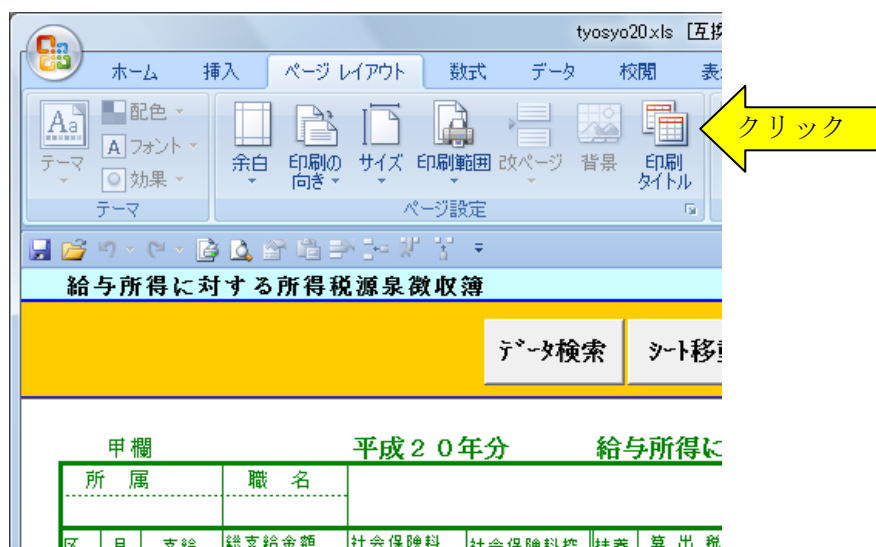 tyosyo20.xls [互換
ホーム 挿入 ページ レイアウト 数式 データ 校閲 表
クリック
Aa 配色
A フォント
効果
テーマ 余白 印刷の向き サイズ 印刷範囲 改ページ 背景 印刷タイトル
テーマ ページ設定
給与所得に対する所得税源泉徴収簿
ﾃﾞｰﾀ検索 ｼｰﾄ移動
甲欄 平成20年分 給与所得に
所属 職名
区 月 支給 総支給金額 社会保険料 社会保険料控 扶養 算出税